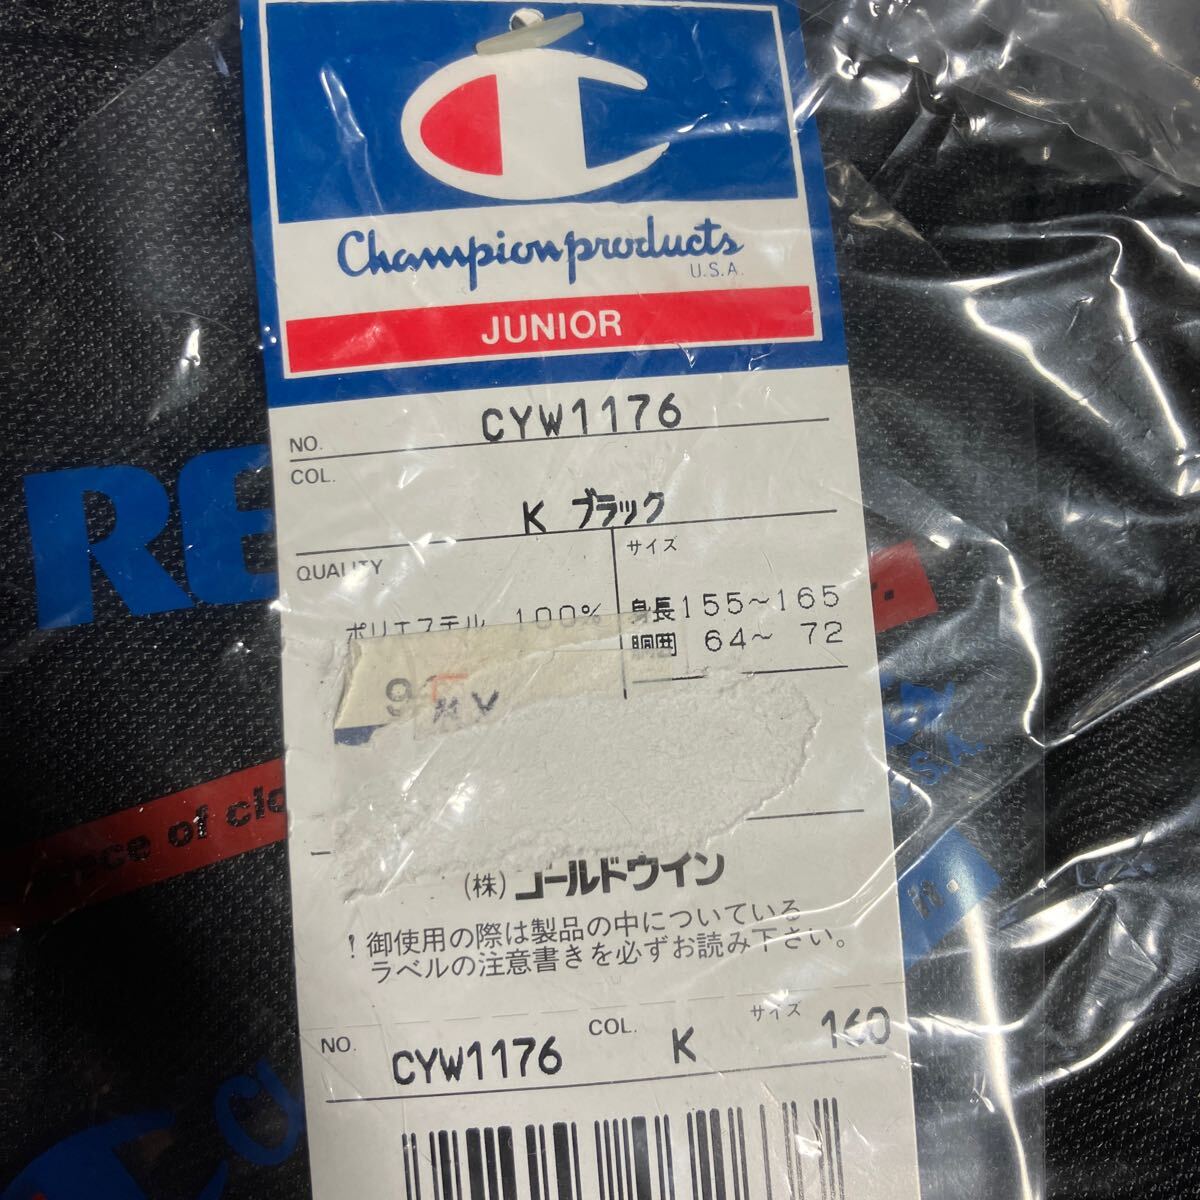 Champion products
U.S.A.
JUNIOR
NO. CYW1176
COL.
K ブラック
QUALITY
サイズ
ポリエステル 100%
身長 155～165
胴囲 64～ 72
(株) ゴールドウイン
! 御使用の際は製品の中についている
ラベルの注意書きを必ずお読み下さい。
NO. CYW1176 COL. K サイズ 160
RE
of
S.A.
it.